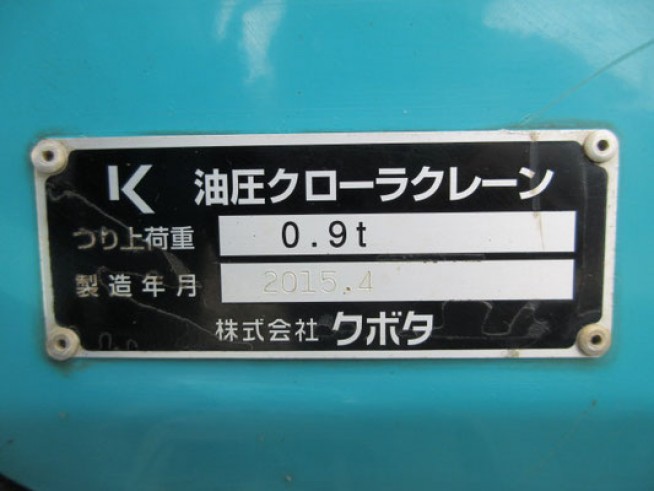 K 油圧クローラクレーン
つり上荷重 0.9t
製造年月 2015.4
株式会社 クボタ